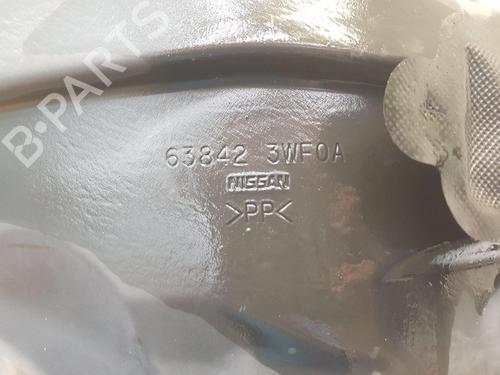 B-PARTS
63842 3WF0A
NISSAN
>PP<